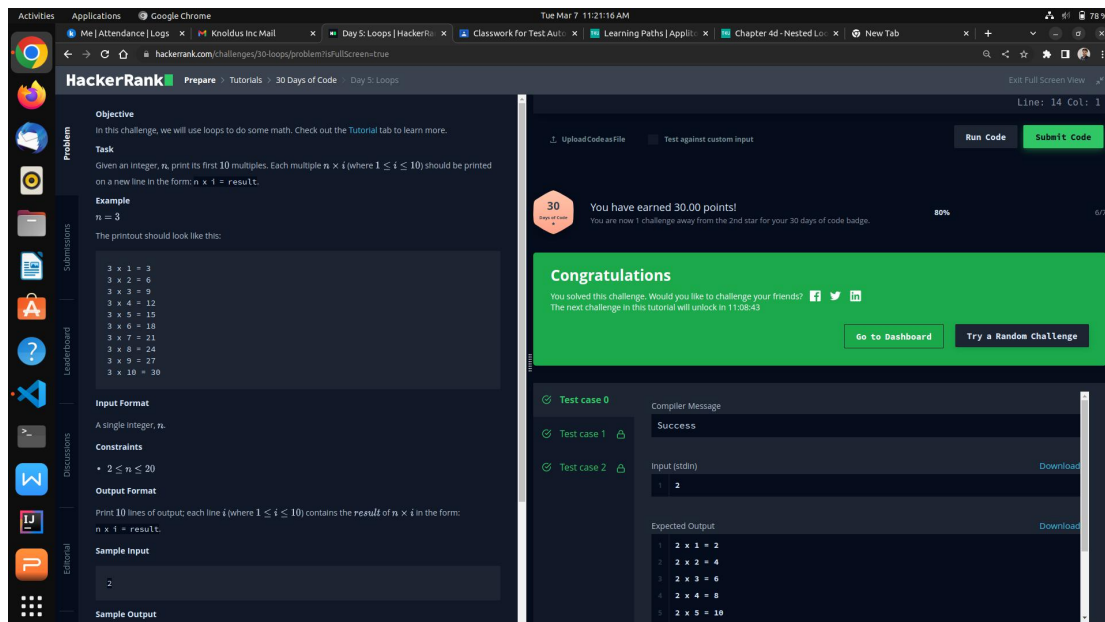 Activities Applications Google Chrome Tue Mar 7 11:21:16 AM 78 %
Me | Attendance | Logs Knoldus Inc Mail Day 5: Loops | HackerRa Classwork for Test Auto Learning Paths | Applito Chapter 4d - Nested Loo New Tab
hackerrank.com/challenges/30-loops/problem?isFullScreen=true
HackerRank Prepare > Tutorials > 30 Days of Code > Day 5: Loops Exit Full Screen View
Line: 14 Col: 1
Problem
Submissions
Leaderboard
Discussions
Editorial
Objective
In this challenge, we will use loops to do some math. Check out the Tutorial tab to learn more.
Task
Given an integer, n, print its first 10 multiples. Each multiple n × i (where 1 ≤ i ≤ 10) should be printed
on a new line in the form: n x i = result.
Example
n = 3
The printout should look like this:
3 x 1 = 3
3 x 2 = 6
3 x 3 = 9
3 x 4 = 12
3 x 5 = 15
3 x 6 = 18
3 x 7 = 21
3 x 8 = 24
3 x 9 = 27
3 x 10 = 30
Input Format
A single integer, n.
Constraints
• 2 ≤ n ≤ 20
Output Format
Print 10 lines of output; each line i (where 1 ≤ i ≤ 10) contains the result of n × i in the form:
n x i = result.
Sample Input
2
Sample Output
Upload Code as File Test against custom input Run Code Submit Code
30
Days of Code
You have earned 30.00 points!
You are now 1 challenge away from the 2nd star for your 30 days of code badge.
80% 6/7
Congratulations
You solved this challenge. Would you like to challenge your friends?
The next challenge in this tutorial will unlock in 11:08:43
Go to Dashboard Try a Random Challenge
Test case 0
Test case 1
Test case 2
Compiler Message
Success
Input (stdin) Download
1 2
Expected Output Download
1 2 x 1 = 2
2 2 x 2 = 4
3 2 x 3 = 6
4 2 x 4 = 8
5 2 x 5 = 10